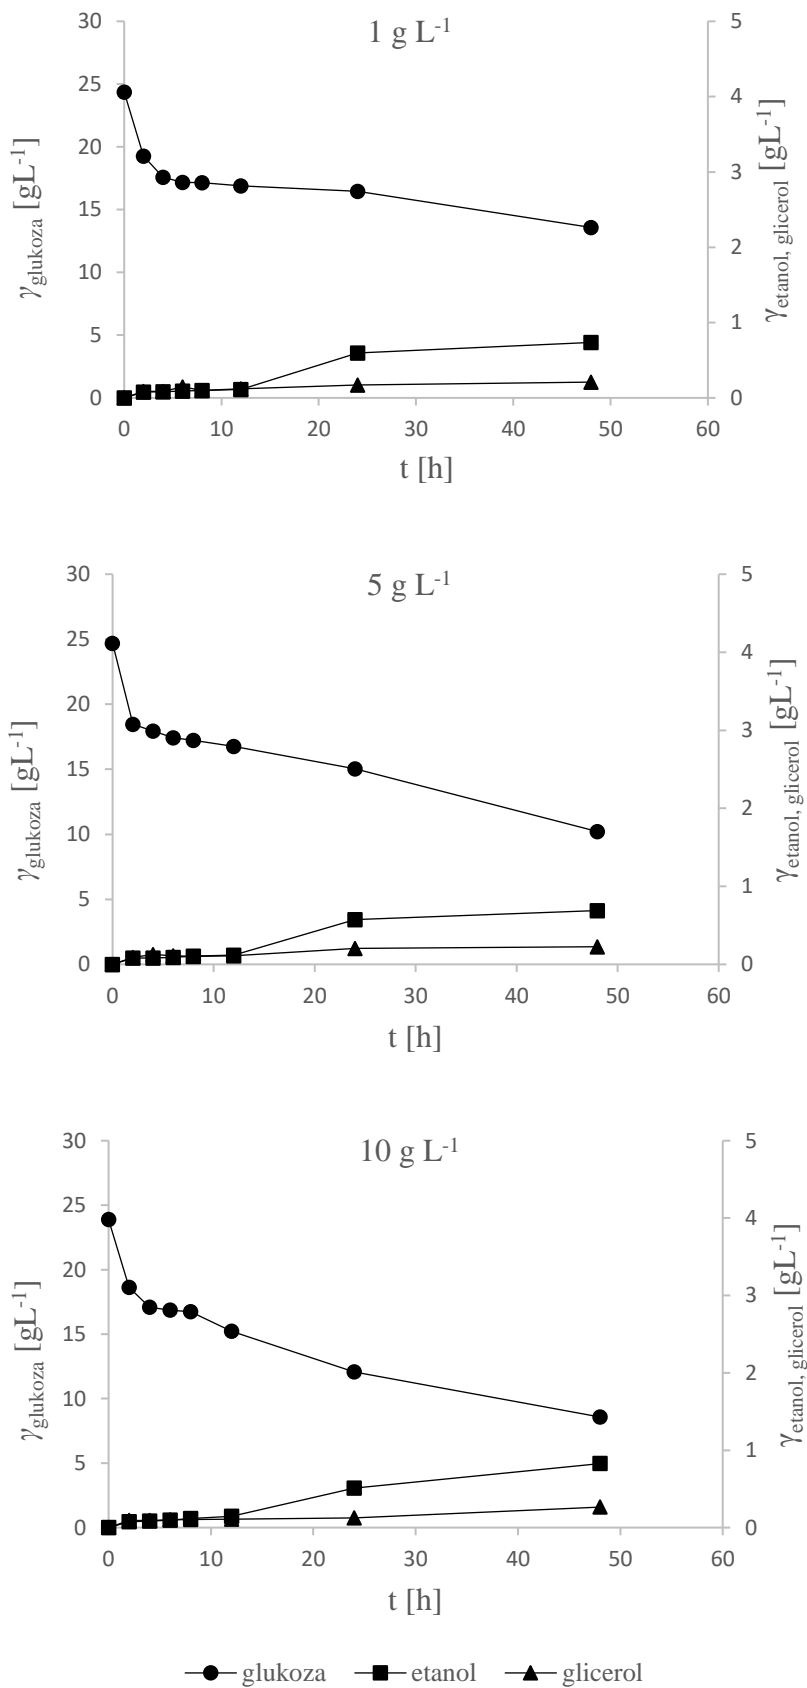 1 g L-1
30
25
20
15
10
5
0
γglukoza [gL-1]
5
4
3
2
1
0
γetanol, glicerol [gL-1]
0 10 20 30 40 50 60
t [h]
5 g L-1
30
25
20
15
10
5
0
γglukoza [gL-1]
5
4
3
2
1
0
γetanol, glicerol [gL-1]
0 10 20 30 40 50 60
t [h]
10 g L-1
30
25
20
15
10
5
0
γglukoza [gL-1]
5
4
3
2
1
0
γetanol, glicerol [gL-1]
0 10 20 30 40 50 60
t [h]
glukoza etanol glicerol